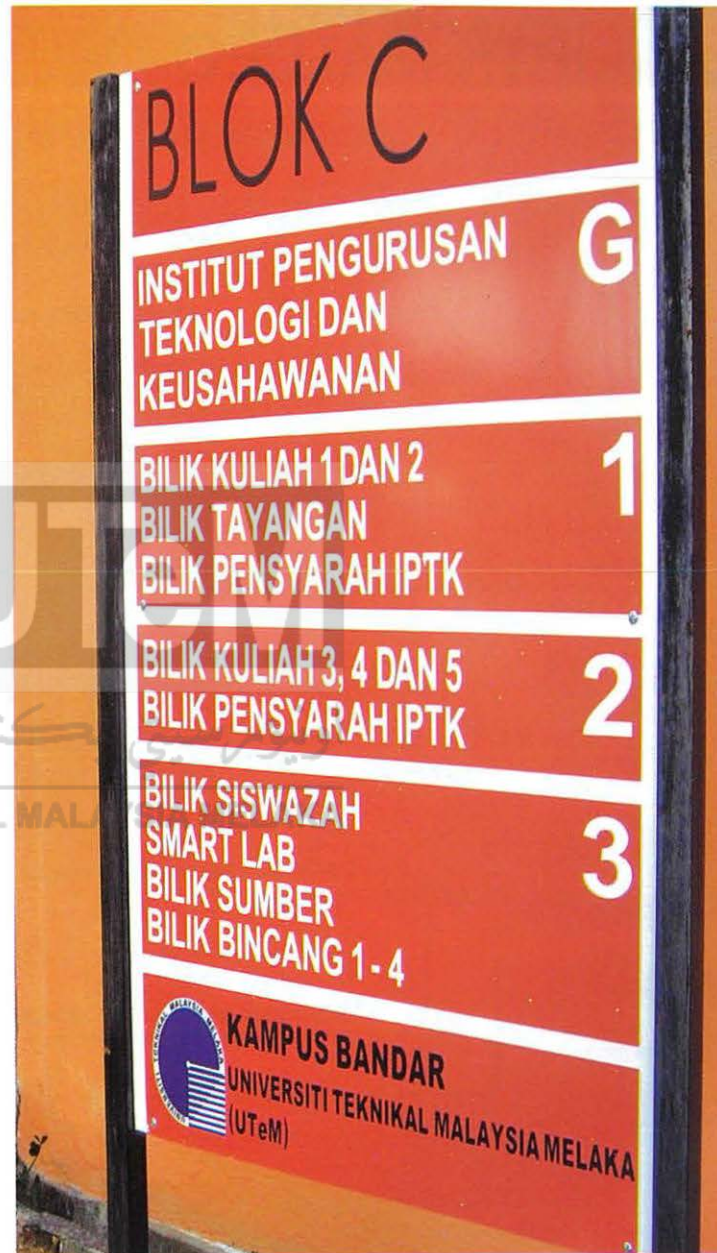 BLOK C
INSTITUT PENGURUSAN G
TEKNOLOGI DAN
KEUSAHAWANAN
BILIK KULIAH 1 DAN 2 1
BILIK TAYANGAN
BILIK PENSYARAH IPTK
BILIK KULIAH 3, 4 DAN 5 2
BILIK PENSYARAH IPTK
BILIK SISWAZAH 3
SMART LAB
BILIK SUMBER
BILIK BINCANG 1 - 4
KAMPUS BANDAR
UNIVERSITI TEKNIKAL MALAYSIA MELAKA
(UTeM)
UTeM